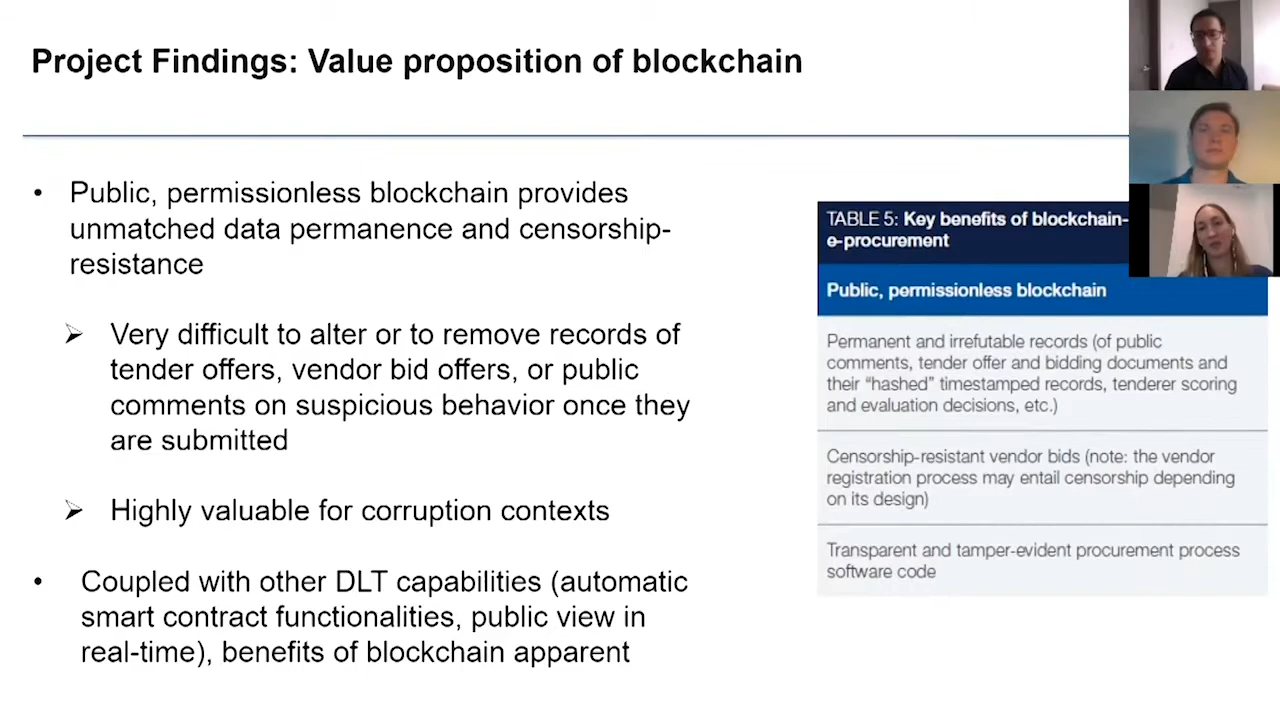 Project Findings: Value proposition of blockchain
• Public, permissionless blockchain provides
unmatched data permanence and censorship-
resistance
➢ Very difficult to alter or to remove records of
tender offers, vendor bid offers, or public
comments on suspicious behavior once they
are submitted
➢ Highly valuable for corruption contexts
• Coupled with other DLT capabilities (automatic
smart contract functionalities, public view in
real-time), benefits of blockchain apparent
TABLE 5: Key benefits of blockchain-
e-procurement
Public, permissionless blockchain
Permanent and irrefutable records (of public
comments, tender offer and bidding documents and
their “hashed” timestamped records, tenderer scoring
and evaluation decisions, etc.)
Censorship-resistant vendor bids (note: the vendor
registration process may entail censorship depending
on its design)
Transparent and tamper-evident procurement process
software code